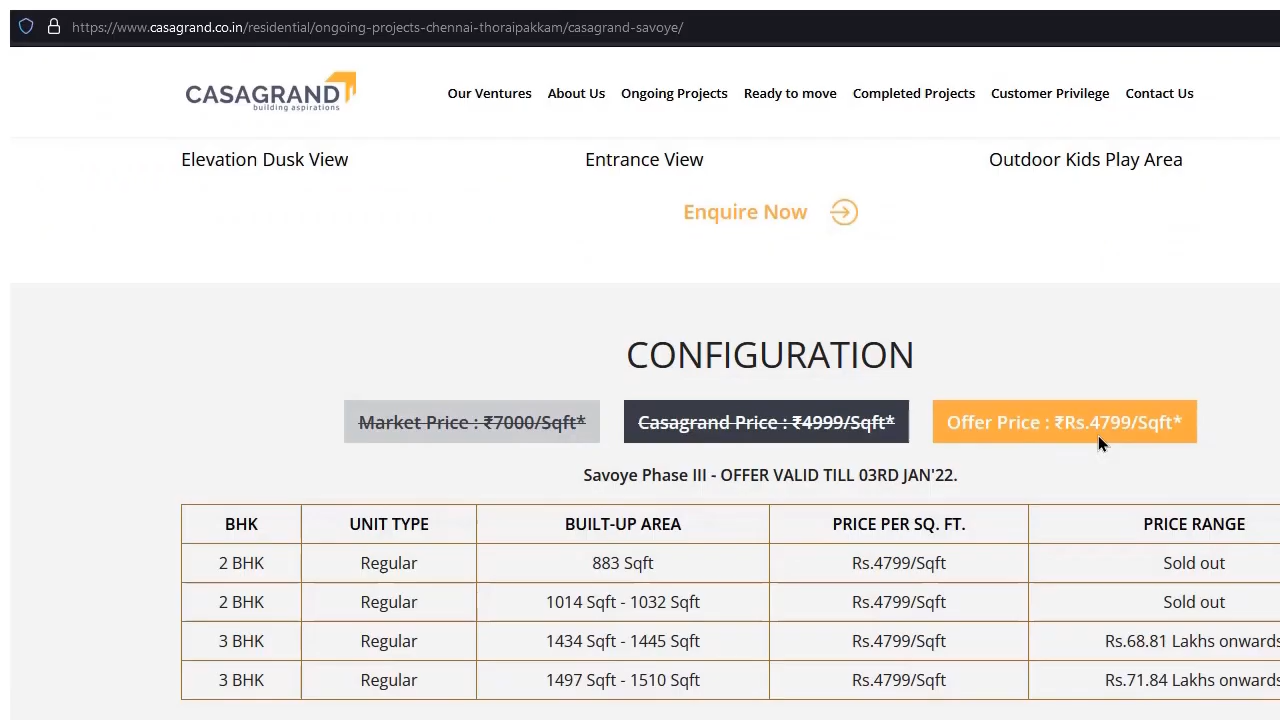 https://www.casagrand.co.in/residential/ongoing-projects-chennai-thoraipakkam/casagrand-savoye/
CASAGRAND
building aspirations
Our Ventures About Us Ongoing Projects Ready to move Completed Projects Customer Privilege Contact Us
Elevation Dusk View Entrance View Outdoor Kids Play Area
Enquire Now
CONFIGURATION
Market Price : ₹7000/Sqft* Casagrand Price : ₹4999/Sqft* Offer Price : ₹Rs.4799/Sqft*
Savoye Phase III - OFFER VALID TILL 03RD JAN'22.
BHK UNIT TYPE BUILT-UP AREA PRICE PER SQ. FT. PRICE RANGE
2 BHK Regular 883 Sqft Rs.4799/Sqft Sold out
2 BHK Regular 1014 Sqft - 1032 Sqft Rs.4799/Sqft Sold out
3 BHK Regular 1434 Sqft - 1445 Sqft Rs.4799/Sqft Rs.68.81 Lakhs onwards
3 BHK Regular 1497 Sqft - 1510 Sqft Rs.4799/Sqft Rs.71.84 Lakhs onwards